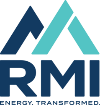 RMI
ENERGY. TRANSFORMED.